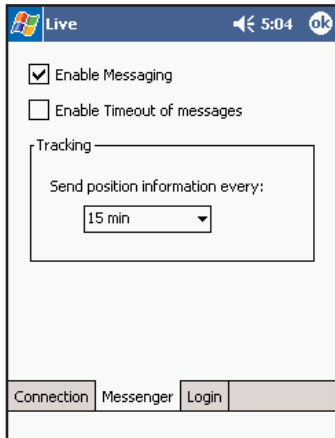 Live 5:04 ok
Enable Messaging
Enable Timeout of messages
Tracking
Send position information every:
15 min
Connection Messenger Login